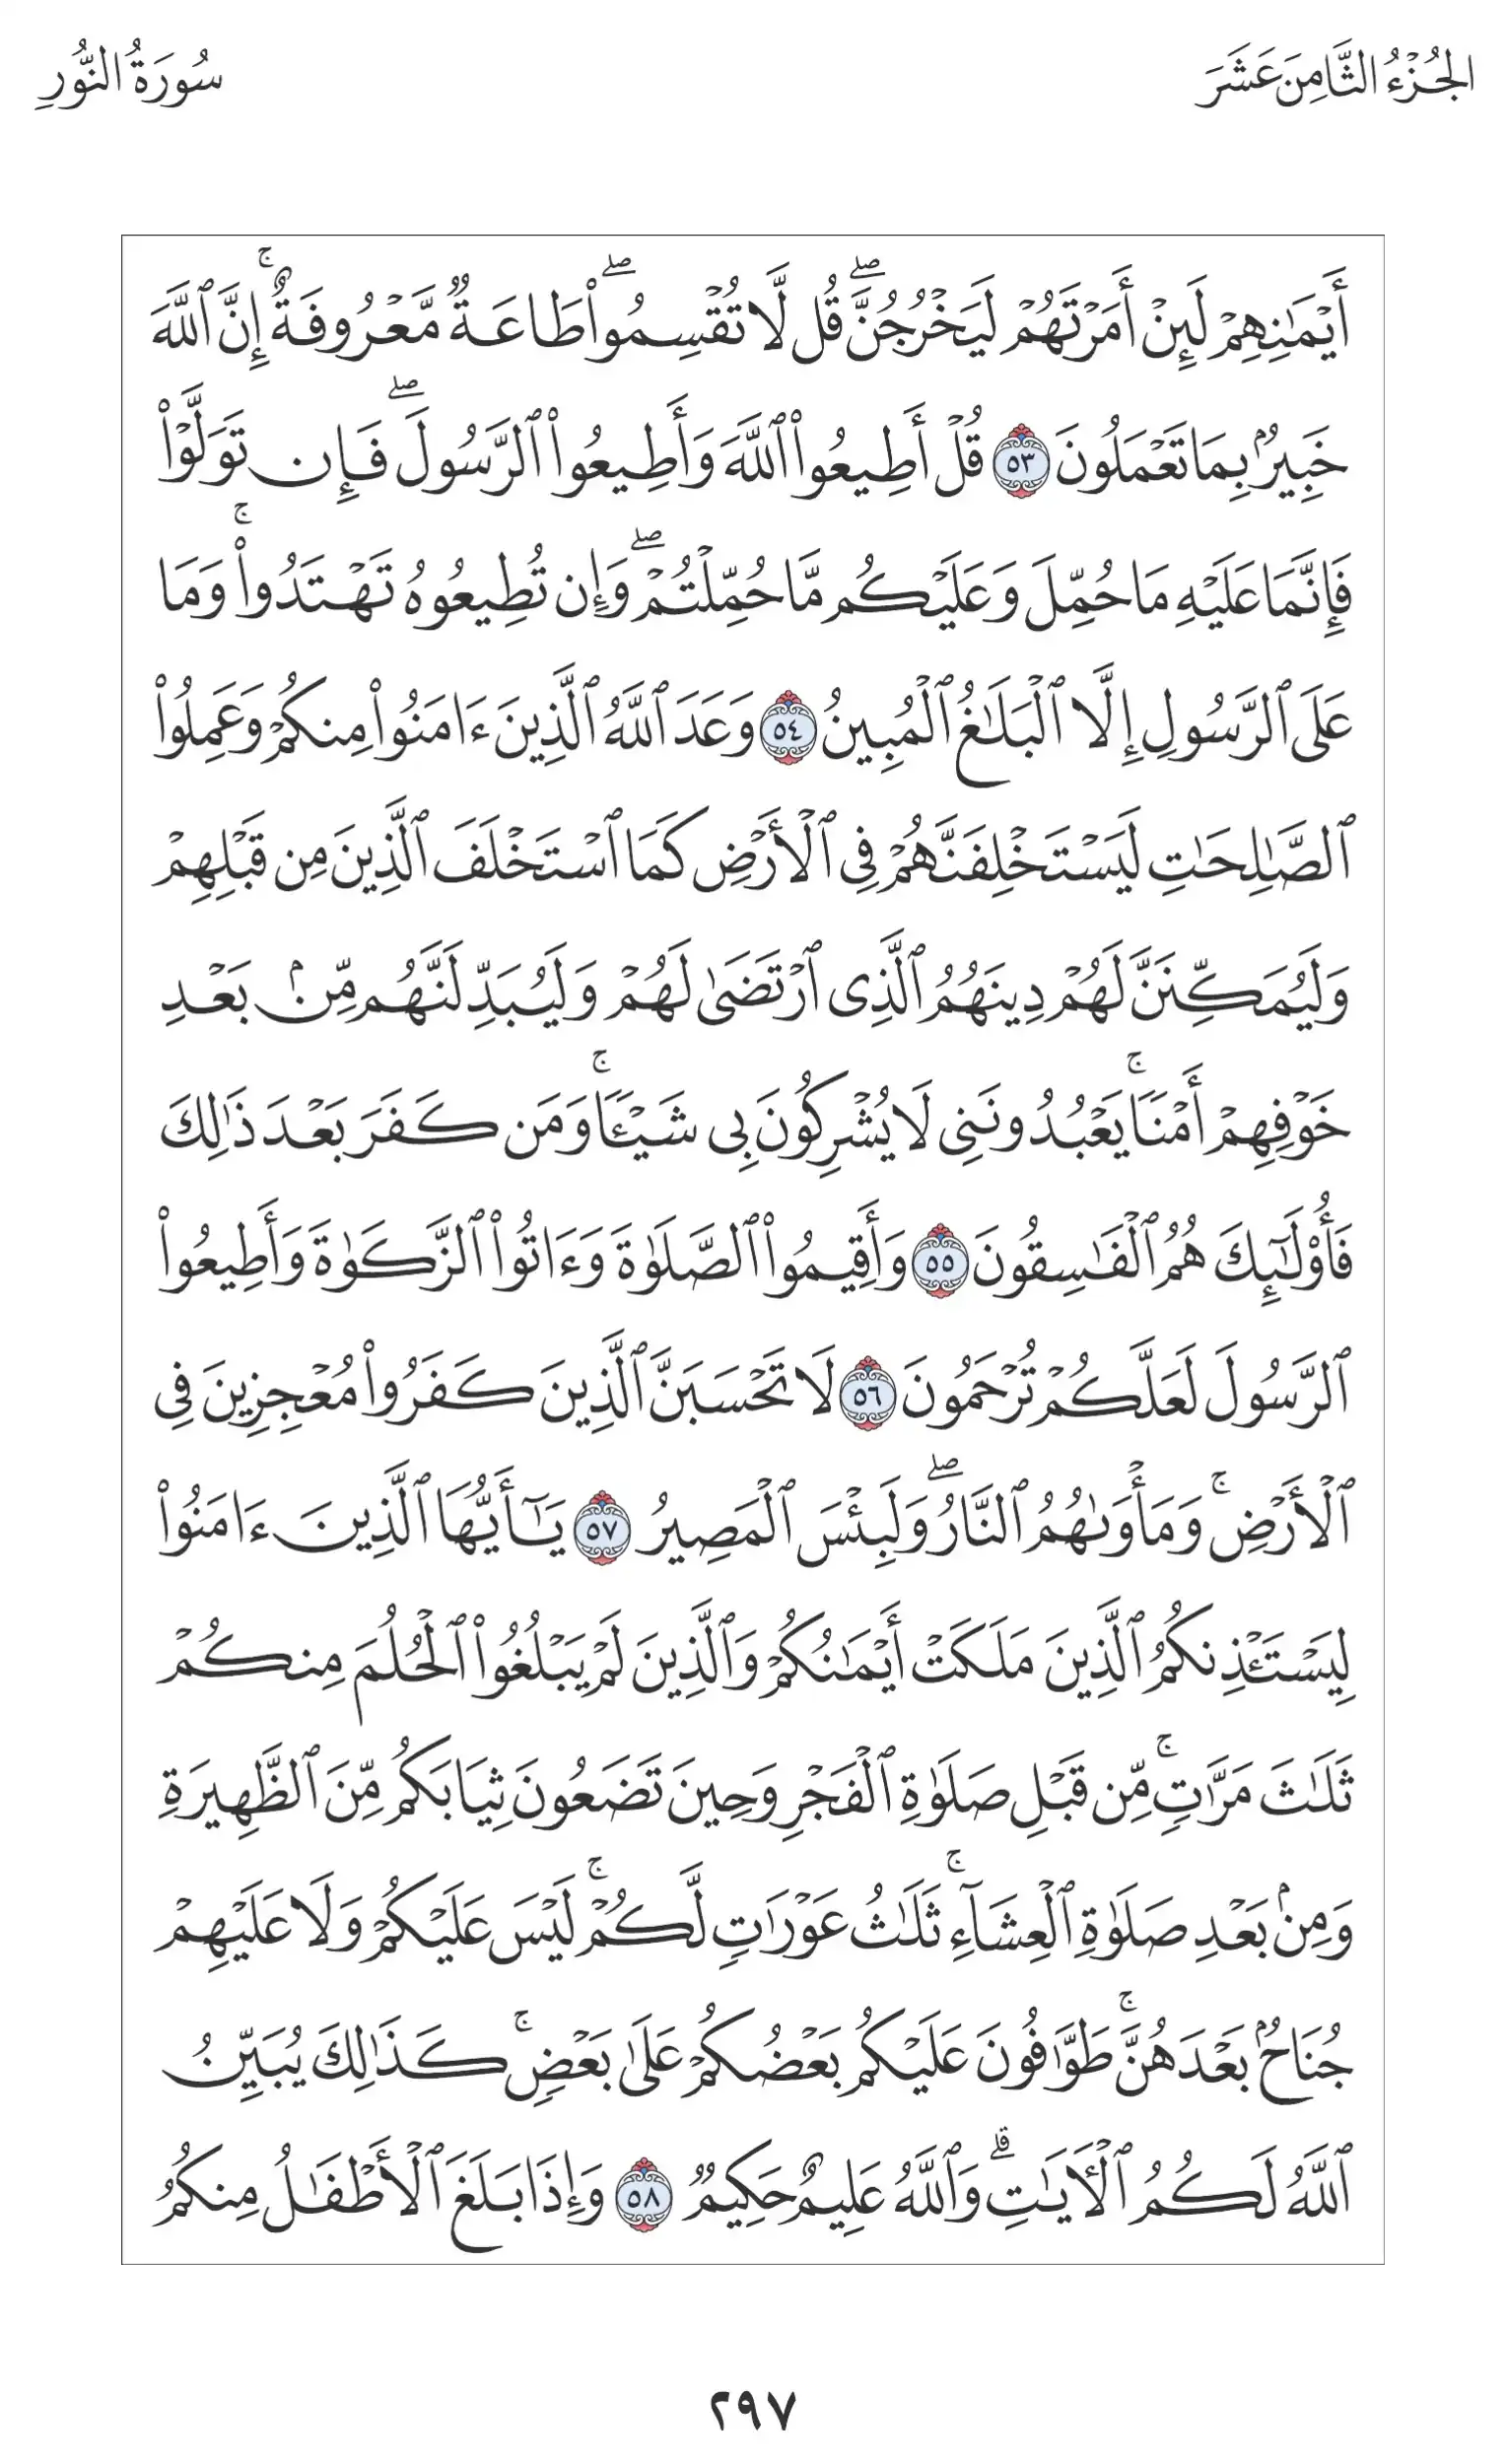 الجُزْءُ الثَّامِنَ عَشَرَ
سُورَةُ النُّورِ
أَيْمَـٰنِهِمْ لَئِنْ أَمَرْتَهُمْ لَيَخْرُجُنَّۖ قُل لَّا تُقْسِمُوا۟ۖ طَاعَةٌ مَّعْرُوفَةٌۚ إِنَّ ٱللَّهَ
خَبِيرٌۢ بِمَا تَعْمَلُونَ ٥٣ قُلْ أَطِيعُوا۟ ٱللَّهَ وَأَطِيعُوا۟ ٱلرَّسُولَۖ فَإِن تَوَلَّوْا۟
فَإِنَّمَا عَلَيْهِ مَا حُمِّلَ وَعَلَيْكُم مَّا حُمِّلْتُمْۖ وَإِن تُطِيعُوهُ تَهْتَدُوا۟ۚ وَمَا
عَلَى ٱلرَّسُولِ إِلَّا ٱلْبَلَـٰغُ ٱلْمُبِينُ ٥٤ وَعَدَ ٱللَّهُ ٱلَّذِينَ ءَامَنُوا۟ مِنكُمْ وَعَمِلُوا۟
ٱلصَّـٰلِحَـٰتِ لَيَسْتَخْلِفَنَّهُمْ فِى ٱلْأَرْضِ كَمَا ٱسْتَخْلَفَ ٱلَّذِينَ مِن قَبْلِهِمْ
وَلَيُمَكِّنَنَّ لَهُمْ دِينَهُمُ ٱلَّذِى ٱرْتَضَىٰ لَهُمْ وَلَيُبَدِّلَنَّهُم مِّنۢ بَعْدِ
خَوْفِهِمْ أَمْنًاۚ يَعْبُدُونَنِى لَا يُشْرِكُونَ بِى شَيْـًٔاۚ وَمَن كَفَرَ بَعْدَ ذَٰلِكَ
فَأُو۟لَـٰٓئِكَ هُمُ ٱلْفَـٰسِقُونَ ٥٥ وَأَقِيمُوا۟ ٱلصَّلَوٰةَ وَءَاتُوا۟ ٱلزَّكَوٰةَ وَأَطِيعُوا۟
ٱلرَّسُولَ لَعَلَّكُمْ تُرْحَمُونَ ٥٦ لَا تَحْسَبَنَّ ٱلَّذِينَ كَفَرُوا۟ مُعْجِزِينَ فِى
ٱلْأَرْضِۚ وَمَأْوَىٰهُمُ ٱلنَّارُۖ وَلَبِئْسَ ٱلْمَصِيرُ ٥٧ يَـٰٓأَيُّهَا ٱلَّذِينَ ءَامَنُوا۟
لِيَسْتَـْٔذِنكُمُ ٱلَّذِينَ مَلَكَتْ أَيْمَـٰنُكُمْ وَٱلَّذِينَ لَمْ يَبْلُغُوا۟ ٱلْحُلُمَ مِنكُمْ
ثَلَـٰثَ مَرَّٰتٍۚ مِّن قَبْلِ صَلَوٰةِ ٱلْفَجْرِ وَحِينَ تَضَعُونَ ثِيَابَكُم مِّنَ ٱلظَّهِيرَةِ
وَمِنۢ بَعْدِ صَلَوٰةِ ٱلْعِشَآءِۚ ثَلَـٰثُ عَوْرَٰتٍ لَّكُمْۚ لَيْسَ عَلَيْكُمْ وَلَا عَلَيْهِمْ
جُنَاحٌۢ بَعْدَهُنَّۚ طَوَّٰفُونَ عَلَيْكُم بَعْضُكُمْ عَلَىٰ بَعْضٍۚ كَذَٰلِكَ يُبَيِّنُ
ٱللَّهُ لَكُمُ ٱلْـَٔايَـٰتِۗ وَٱللَّهُ عَلِيمٌ حَكِيمٌ ٥٨ وَإِذَا بَلَغَ ٱلْأَطْفَـٰلُ مِنكُمُ
٢٩٧